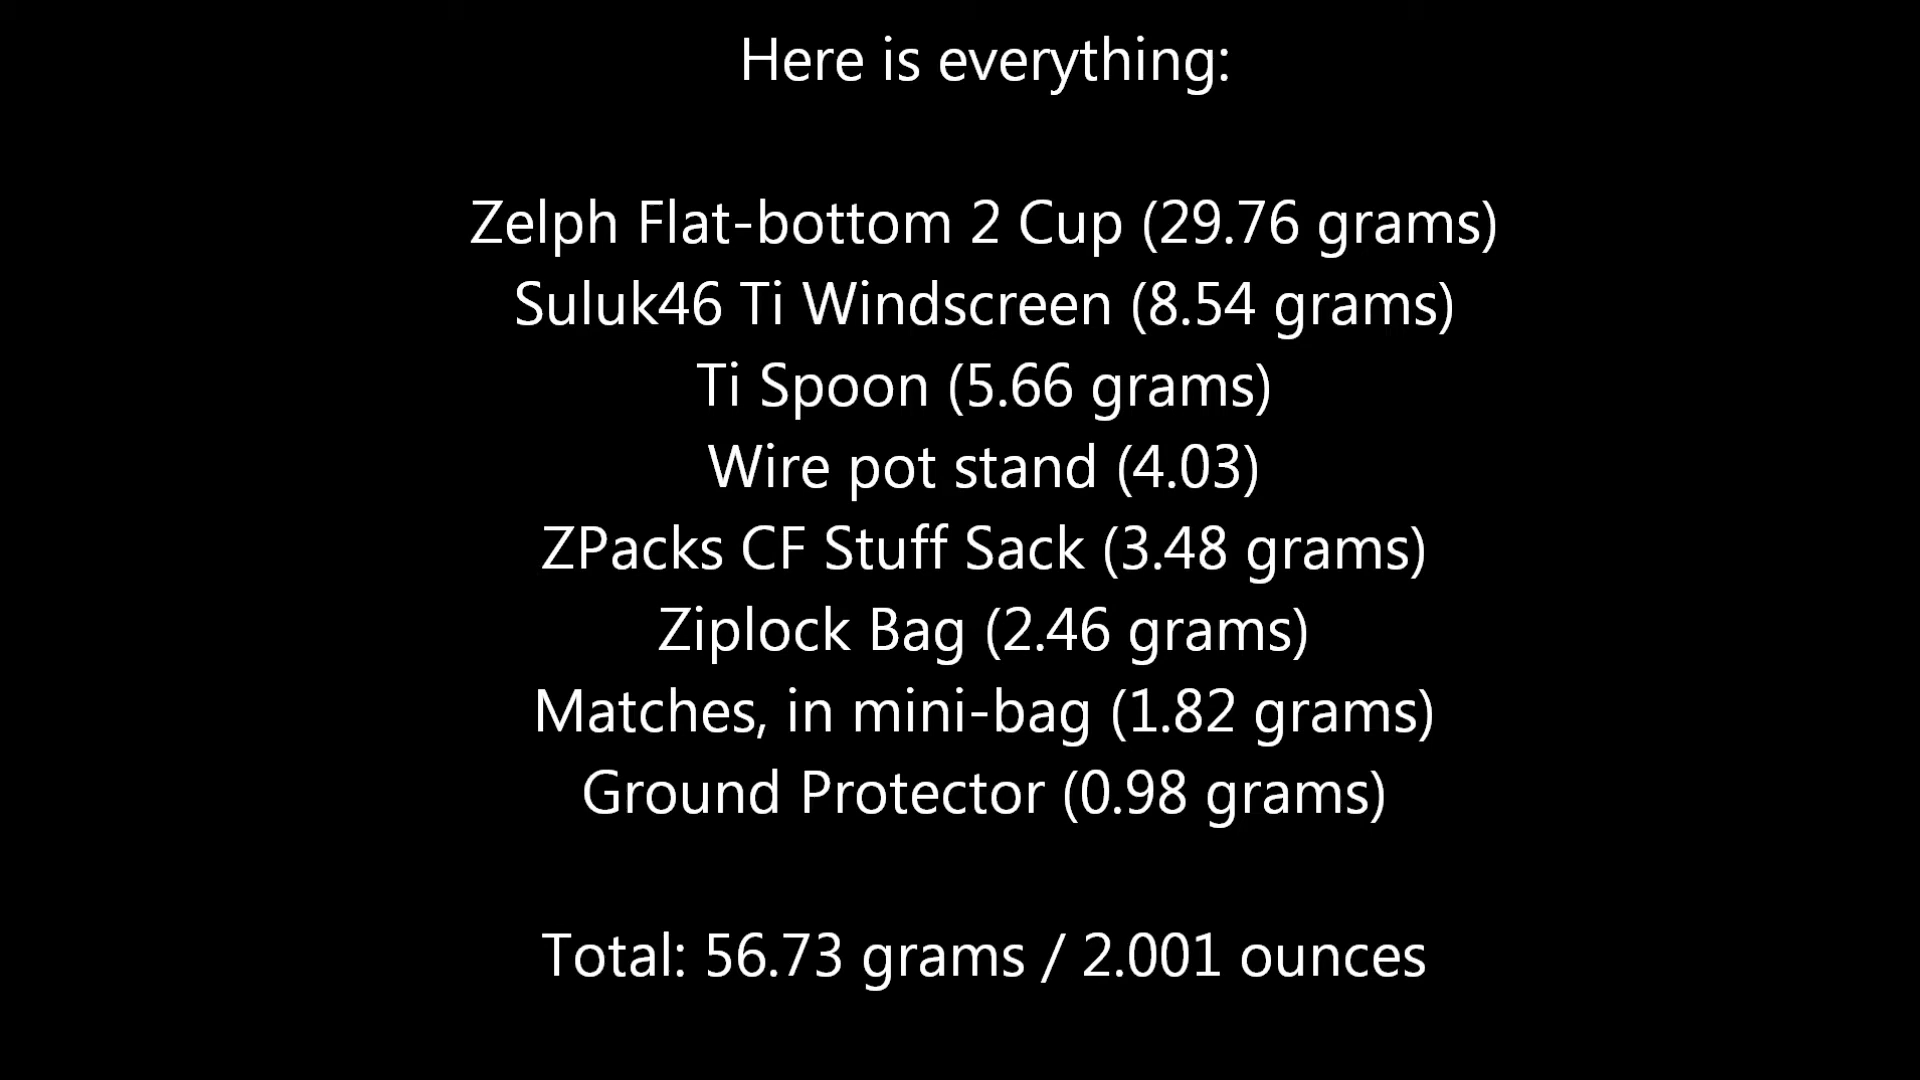 Here is everything:
Zelph Flat-bottom 2 Cup (29.76 grams)
Suluk46 Ti Windscreen (8.54 grams)
Ti Spoon (5.66 grams)
Wire pot stand (4.03)
ZPacks CF Stuff Sack (3.48 grams)
Ziplock Bag (2.46 grams)
Matches, in mini-bag (1.82 grams)
Ground Protector (0.98 grams)
Total: 56.73 grams / 2.001 ounces